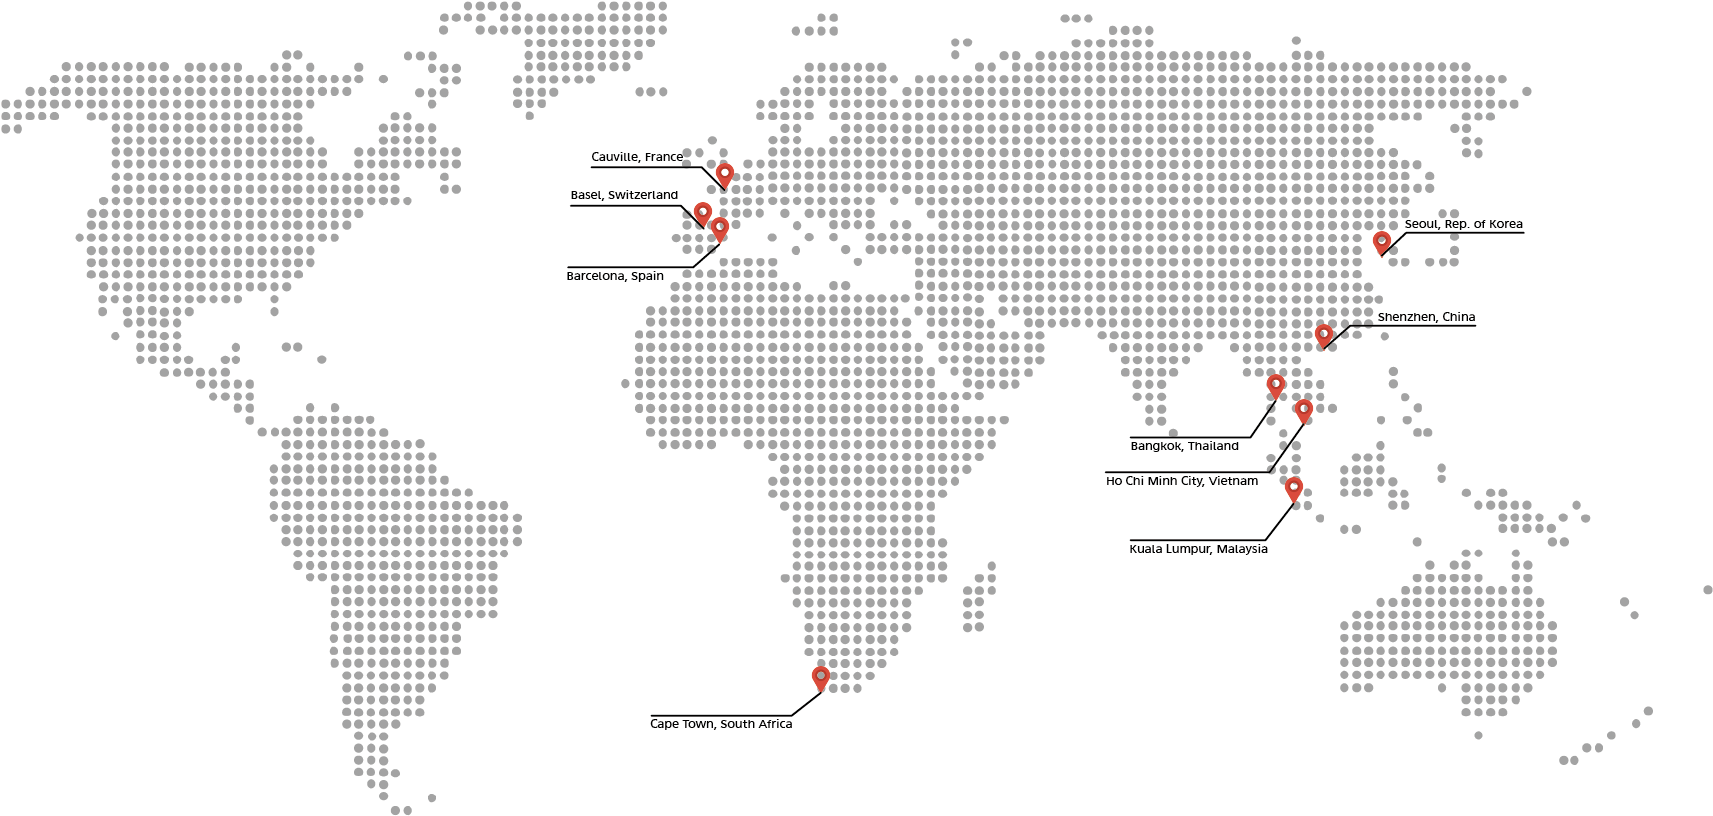 Cauville, France
Basel, Switzerland
Seoul, Rep. of Korea
Barcelona, Spain
Shenzhen, China
Bangkok, Thailand
Ho Chi Minh City, Vietnam
Kuala Lumpur, Malaysia
Cape Town, South Africa